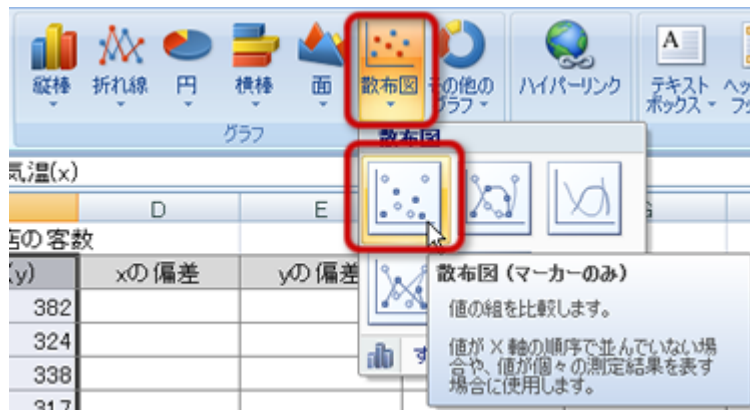 縦棒 折れ線 円 横棒 面 散布図 その他の グラフ ハイパーリンク テキスト ボックス
グラフ
散布図
気温(x)
D E G
店の客数
(y) xの偏差 yの偏差
382
324
338
317
散布図 (マーカーのみ)
値の組を比較します。
値が X 軸の順序で並んでいない場
合や、値が個々の測定結果を表す
場合に使用します。